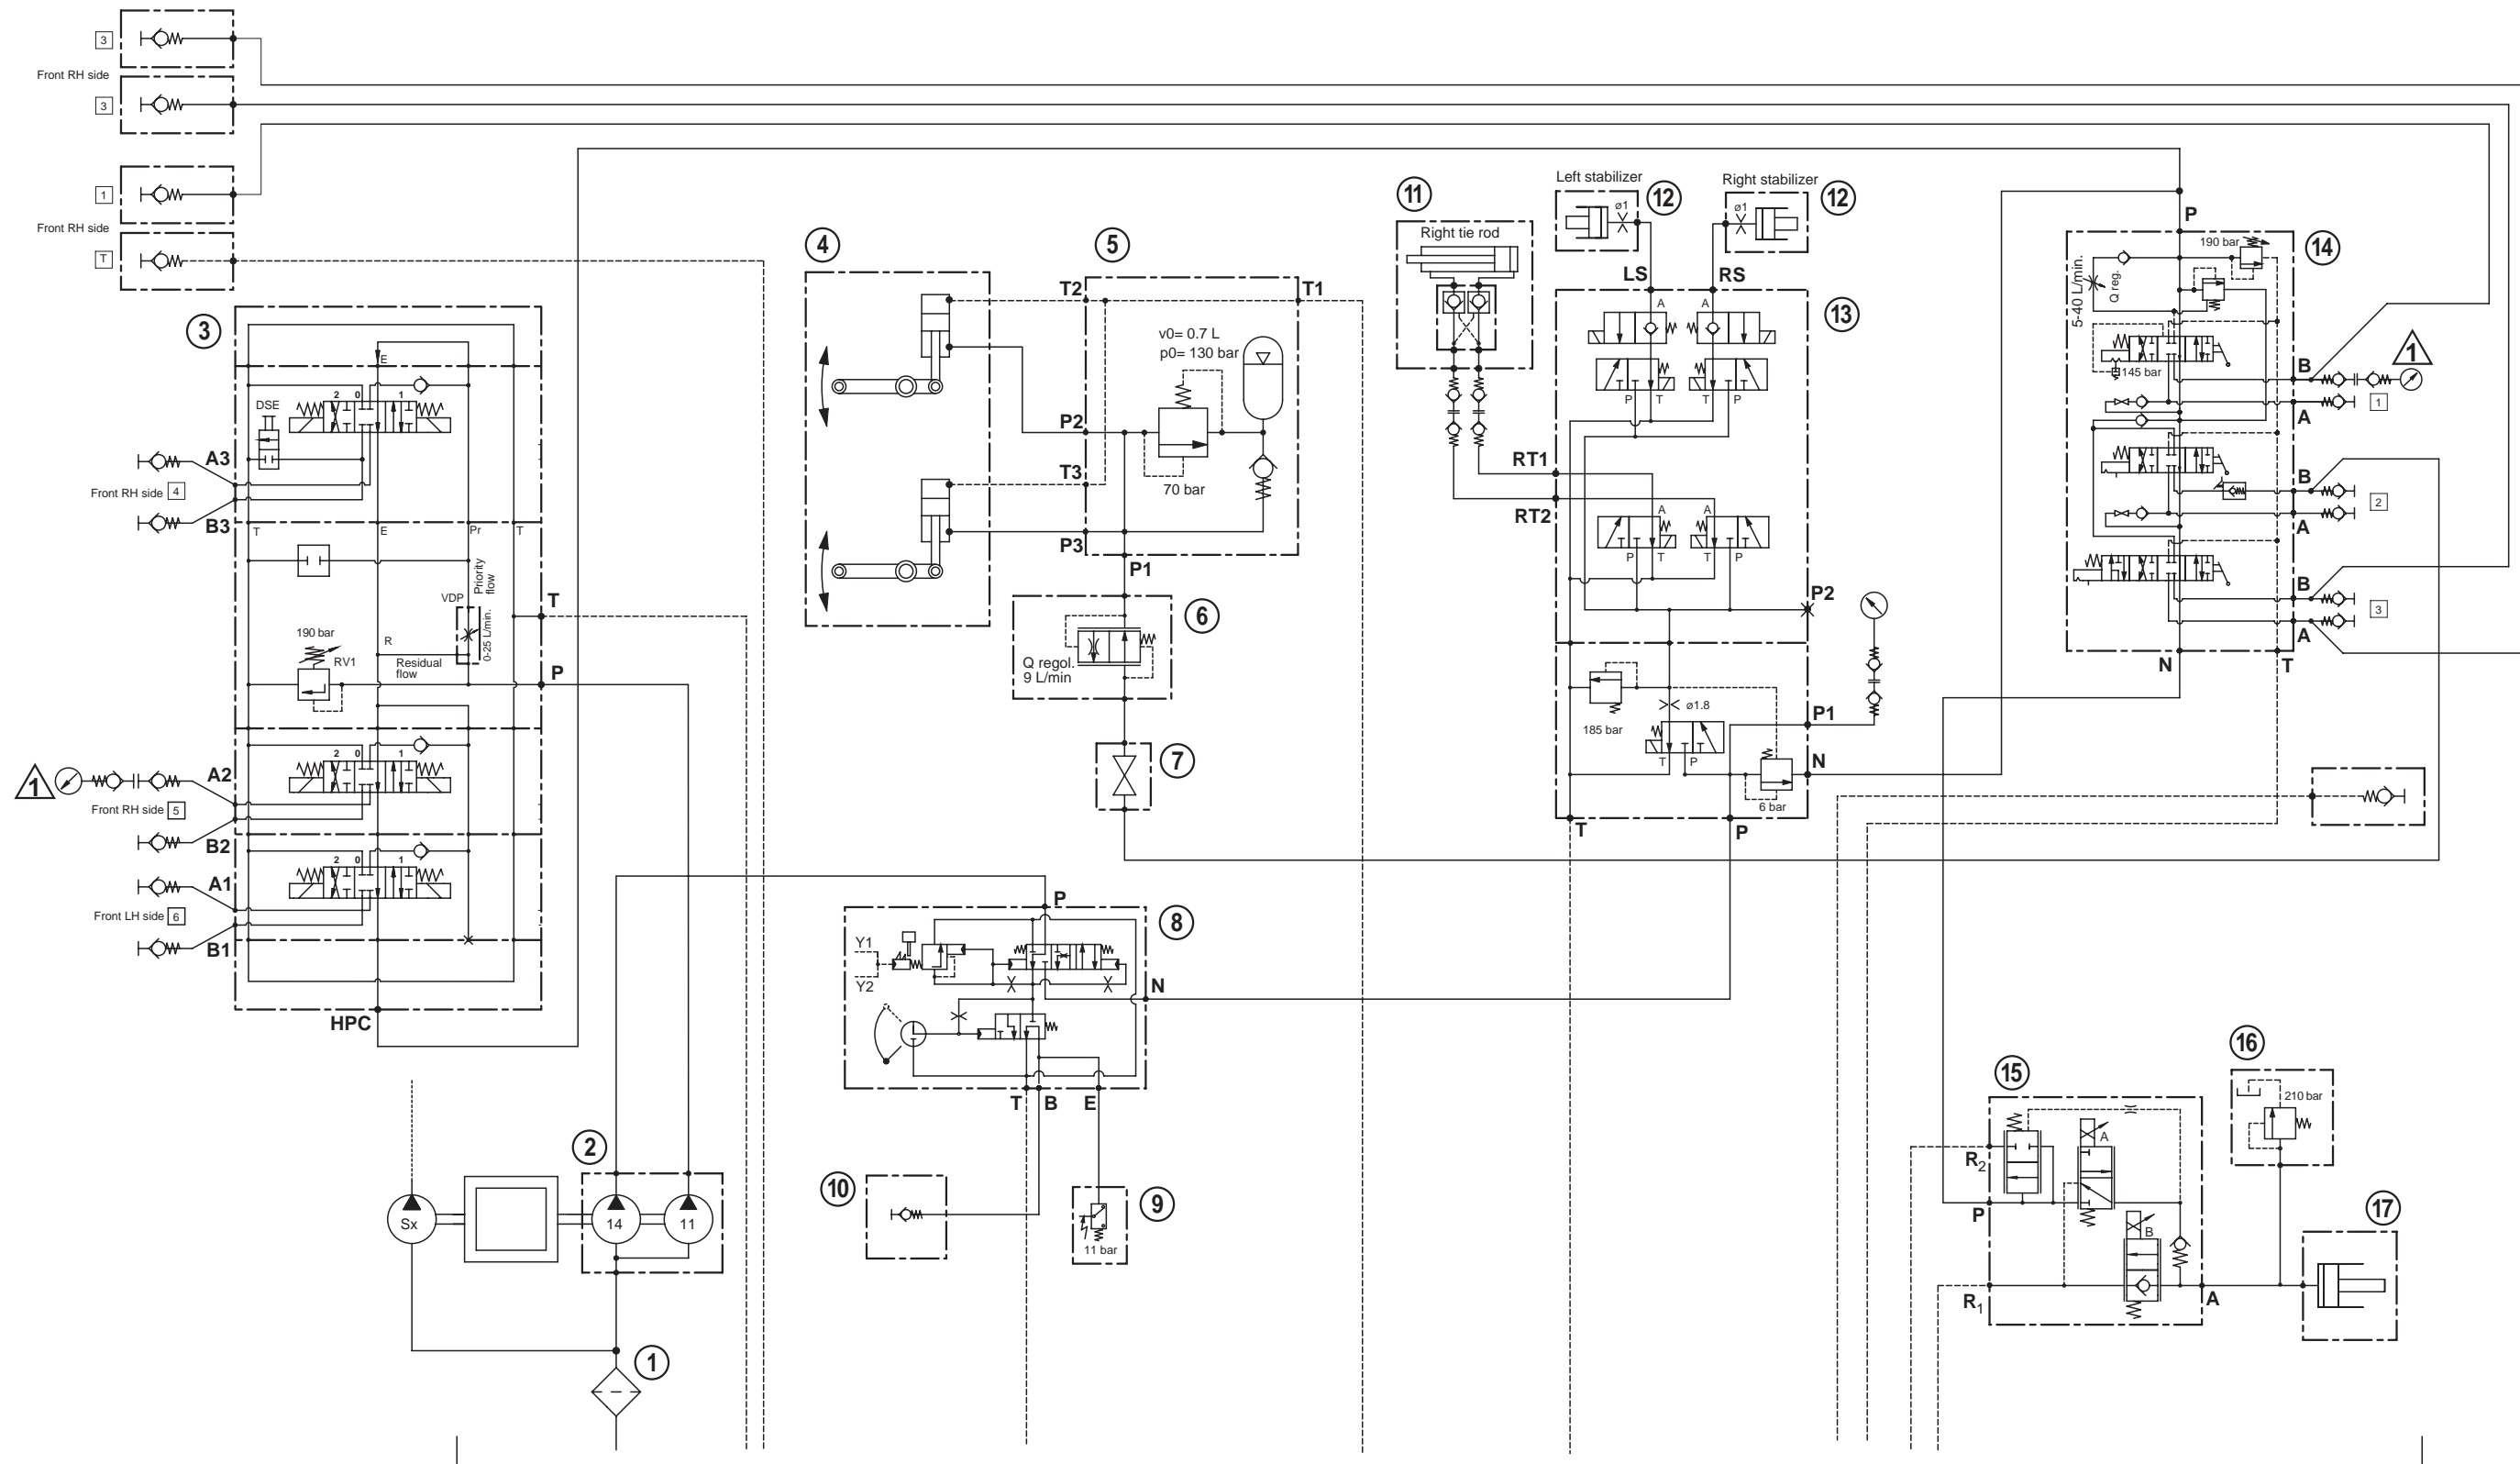 3
Front RH side
3
1
Front RH side
T
3
E
DSE
2 0 1
A3
Front RH side 4
B3
T E Pr T
Priority flow
VDP
0-25 L/min.
T
190 bar
RV1
R
Residual flow
P
2 0 1
1
A2
Front RH side 5
B2
2 0 1
A1
Front LH side 6
B1
HPC
4
5
T2
T1
v0= 0.7 L
p0= 130 bar
P2
T3
70 bar
P3
P1
6
Q regol.
9 L/min
7
11
Right tie rod
Left stabilizer
12
ø1
Right stabilizer
12
ø1
LS
RS
13
A A
P T T P
RT1
RT2
A A
P T T P
P2
185 bar
ø1.8
P1
T P
N
6 bar
T
P
P
14
190 bar
5-40 L/min.
Q reg.
145 bar
B
1
A
1
B
2
A
B
3
A
N
T
8
P
Y1
Y2
N
T B E
10
9
11 bar
2
Sx
14
11
1
15
R2
A
P
B
R1
A
16
210 bar
17